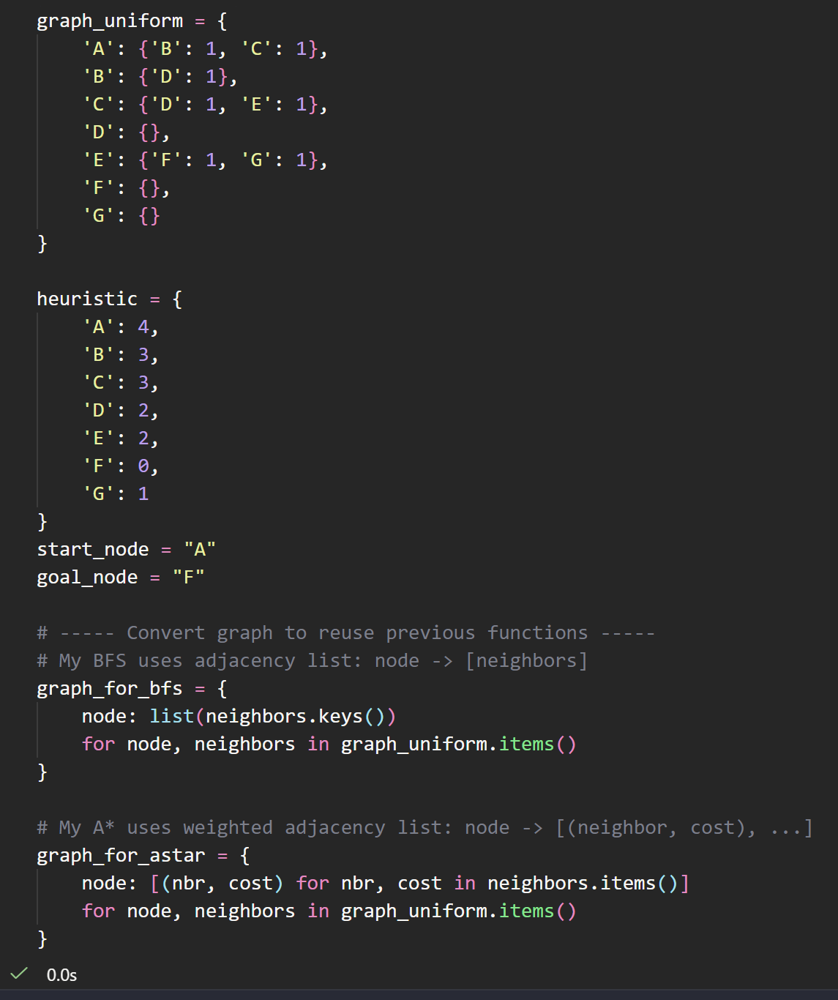 graph_uniform = {
    'A': {'B': 1, 'C': 1},
    'B': {'D': 1},
    'C': {'D': 1, 'E': 1},
    'D': {},
    'E': {'F': 1, 'G': 1},
    'F': {},
    'G': {}
}

heuristic = {
    'A': 4,
    'B': 3,
    'C': 3,
    'D': 2,
    'E': 2,
    'F': 0,
    'G': 1
}
start_node = "A"
goal_node = "F"

# ----- Convert graph to reuse previous functions -----
# My BFS uses adjacency list: node -> [neighbors]
graph_for_bfs = {
    node: list(neighbors.keys())
    for node, neighbors in graph_uniform.items()
}

# My A* uses weighted adjacency list: node -> [(neighbor, cost), ...]
graph_for_astar = {
    node: [(nbr, cost) for nbr, cost in neighbors.items()]
    for node, neighbors in graph_uniform.items()
}
0.0s